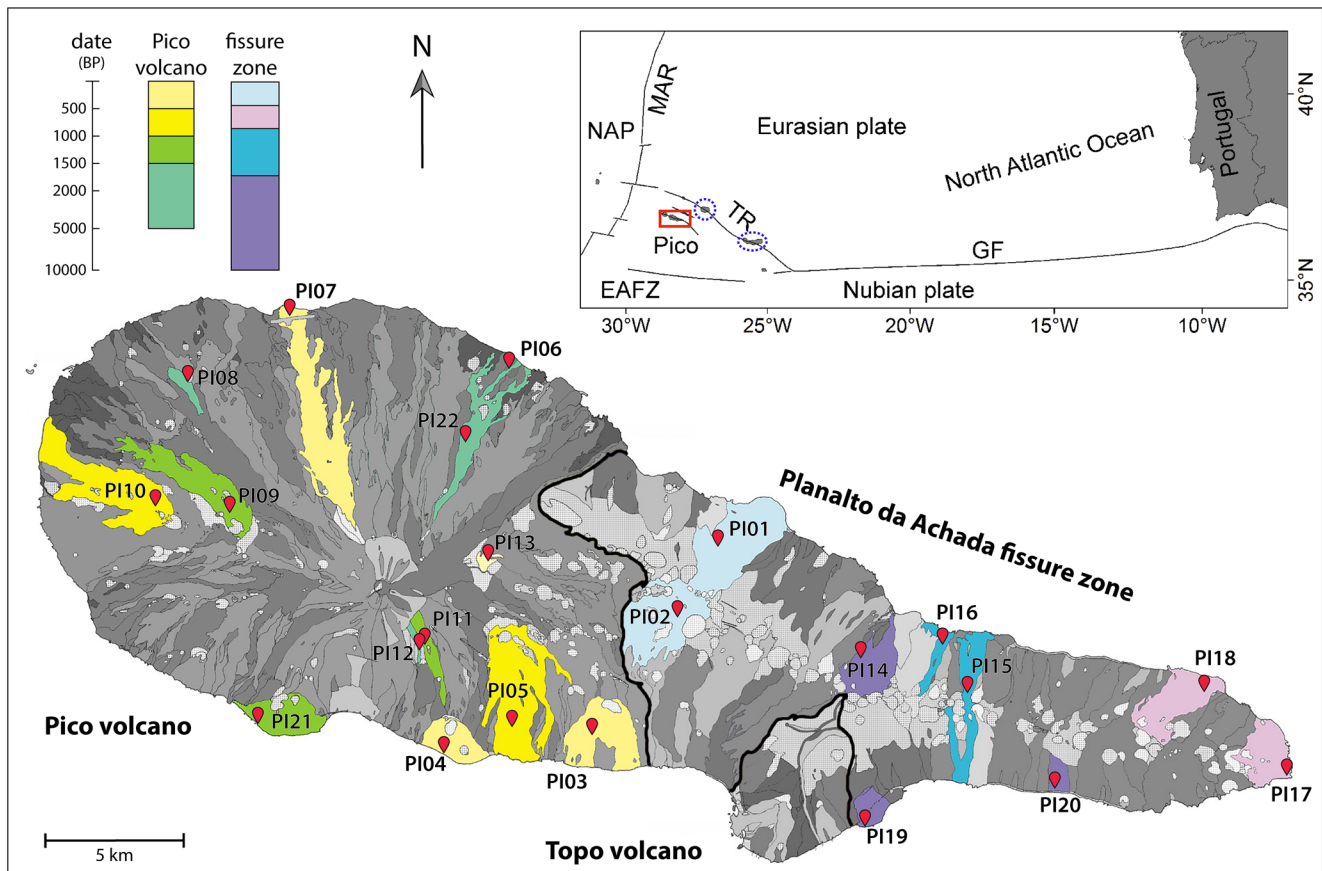 date
(BP)
Pico
volcano
fissure
zone
500
1000
1500
2000
5000
10000
N
MAR
NAP
Eurasian plate
North Atlantic Ocean
Portugal
TR
Pico
GF
EAFZ
Nubian plate
40°N
35°N
30°W
25°W
20°W
15°W
10°W
PI07
PI06
PI08
PI22
PI10
PI09
PI13
PI01
PI02
PI11
PI12
PI05
PI21
PI04
PI03
Planalto da Achada fissure zone
PI16
PI14
PI15
PI18
PI17
PI20
PI19
Pico volcano
Topo volcano
5 km